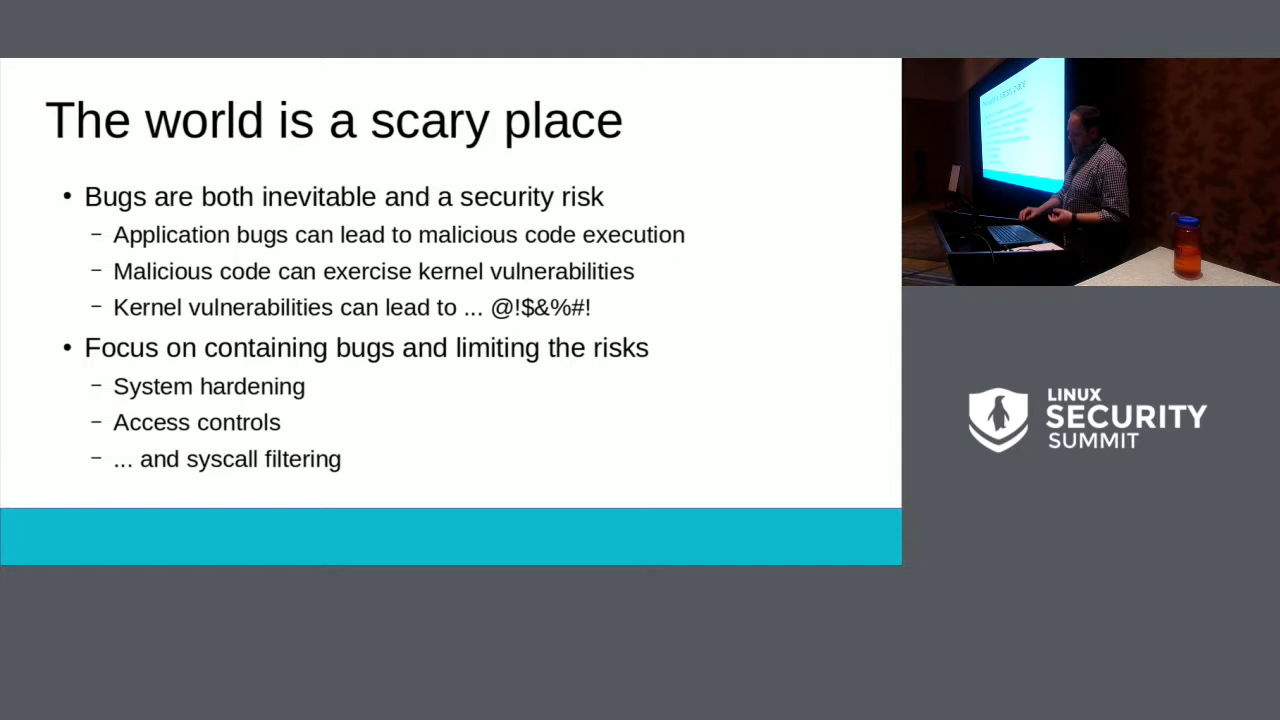 The world is a scary place
• Bugs are both inevitable and a security risk
– Application bugs can lead to malicious code execution
– Malicious code can exercise kernel vulnerabilities
– Kernel vulnerabilities can lead to ... @!$&%#!
• Focus on containing bugs and limiting the risks
– System hardening
– Access controls
– ... and syscall filtering
LINUX
SECURITY
SUMMIT